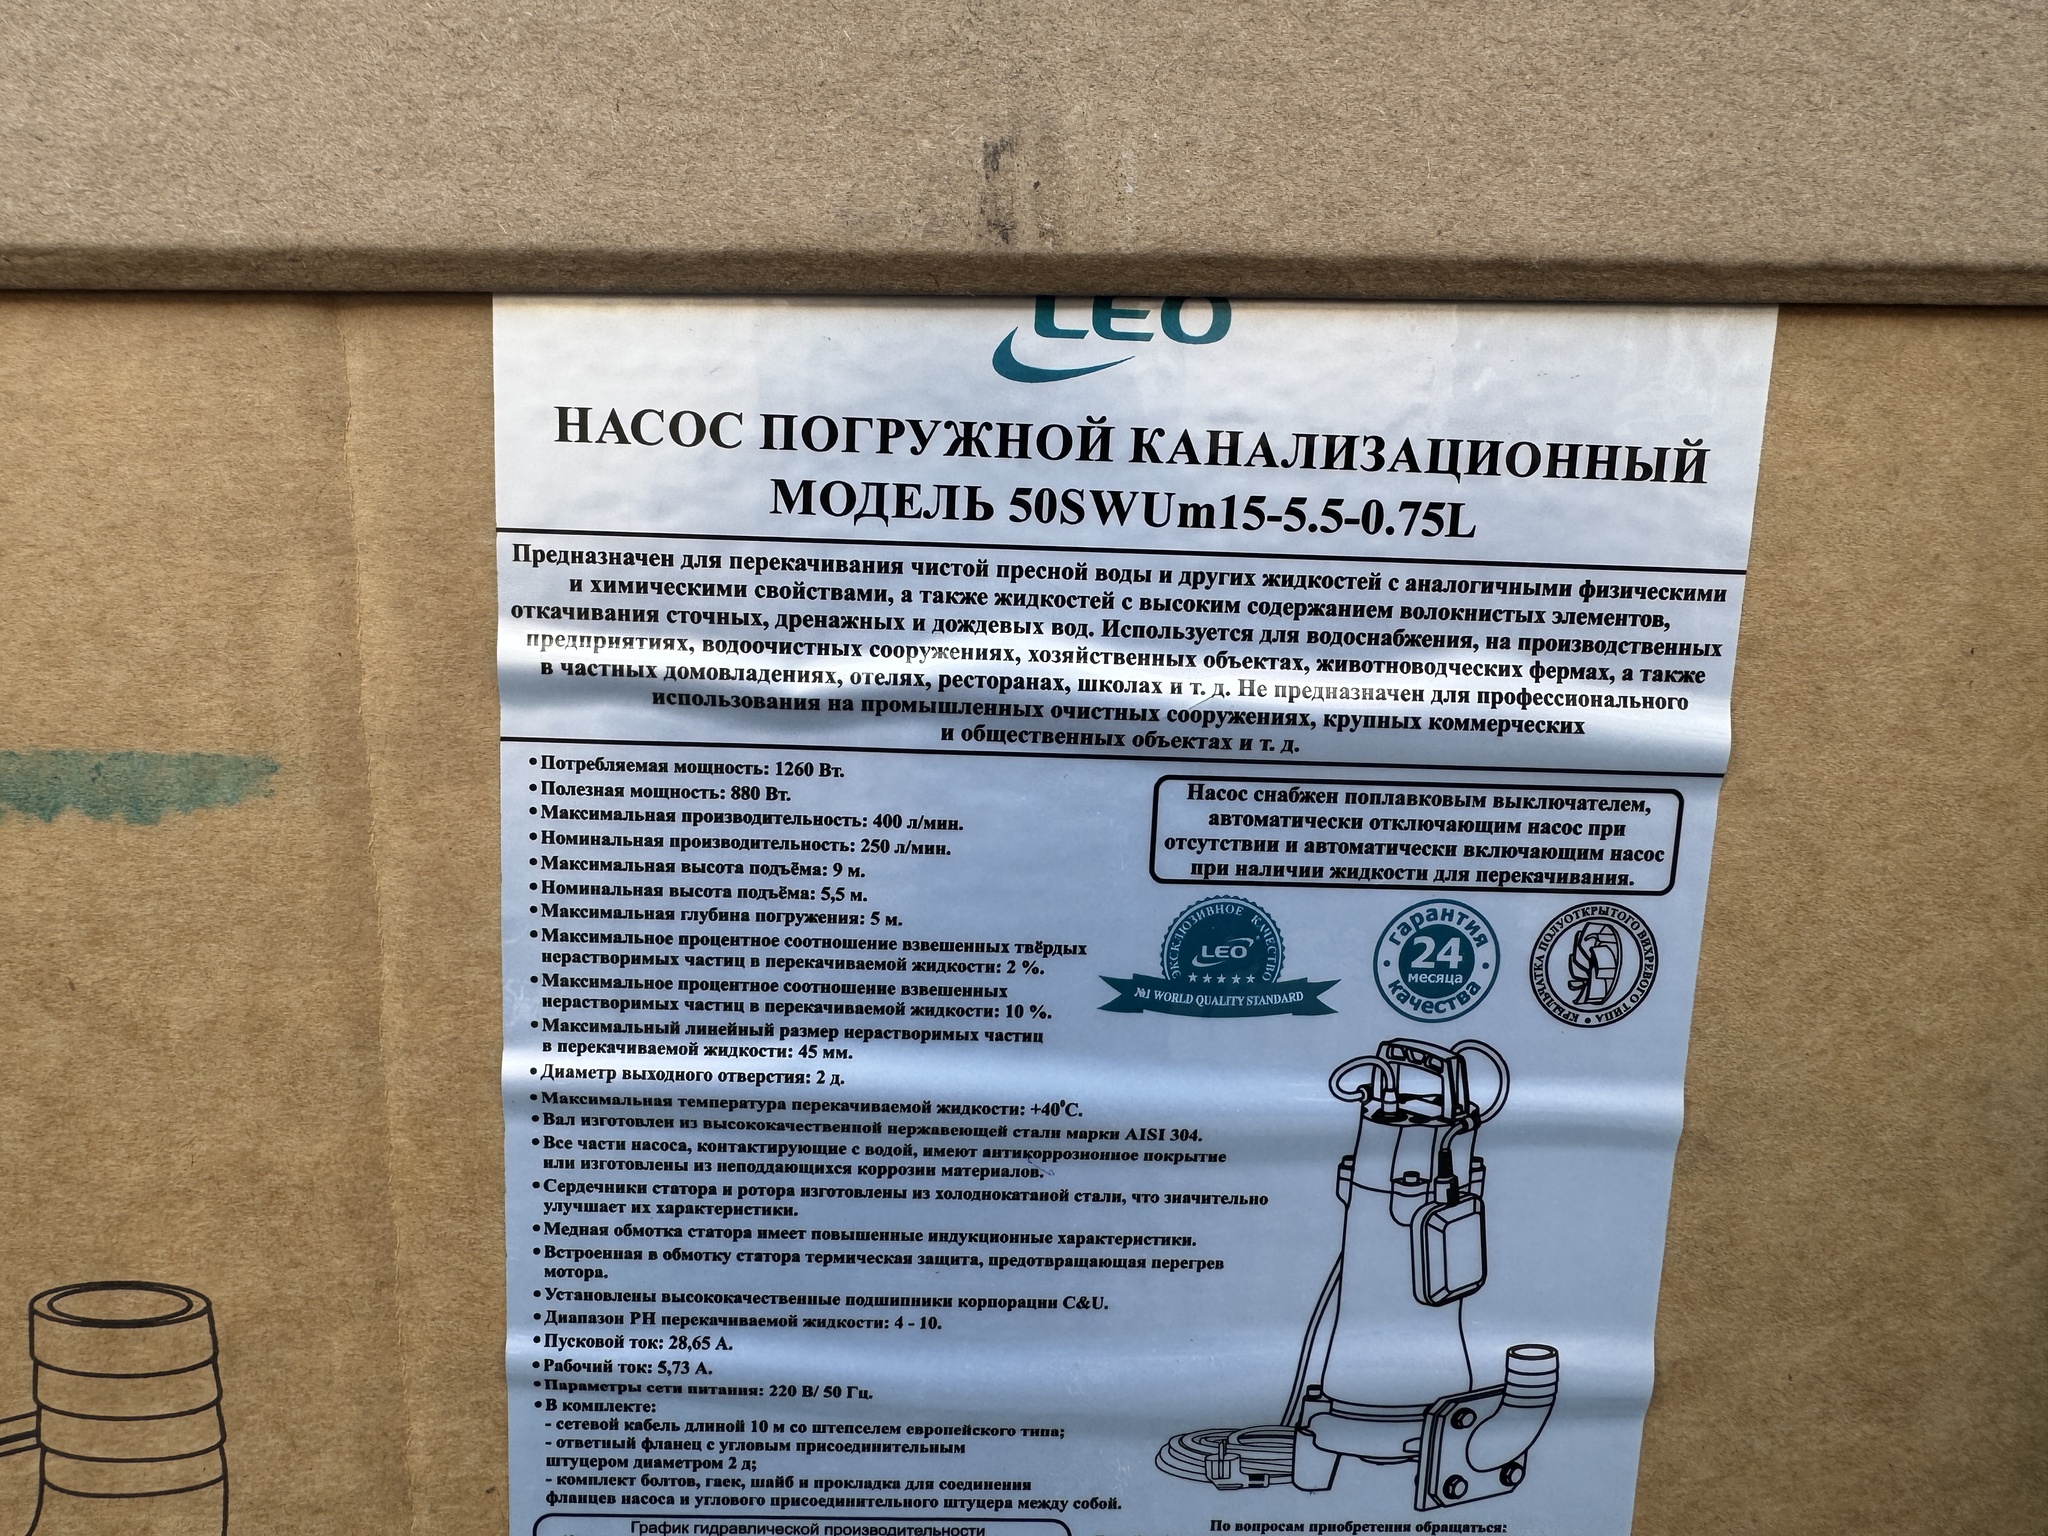 LEO
НАСОС ПОГРУЖНОЙ КАНАЛИЗАЦИОННЫЙ
МОДЕЛЬ 50SWUm15-5.5-0.75L
Предназначен для перекачивания чистой пресной воды и других жидкостей с аналогичными физическими
и химическими свойствами, а также жидкостей с высоким содержанием волокнистых элементов,
откачивания сточных, дренажных и дождевых вод. Используется для водоснабжения, на производственных
предприятиях, водоочистных сооружениях, хозяйственных объектах, животноводческих фермах, а также
в частных домовладениях, отелях, ресторанах, школах и т. д. Не предназначен для профессионального
использования на промышленных очистных сооружениях, крупных коммерческих
и общественных объектах и т. д.
• Потребляемая мощность: 1260 Вт.
• Полезная мощность: 880 Вт.
• Максимальная производительность: 400 л/мин.
• Номинальная производительность: 250 л/мин.
• Максимальная высота подъёма: 9 м.
• Номинальная высота подъёма: 5,5 м.
• Максимальная глубина погружения: 5 м.
• Максимальное процентное соотношение взвешенных твёрдых
нерастворимых частиц в перекачиваемой жидкости: 2 %.
• Максимальное процентное соотношение взвешенных
нерастворимых частиц в перекачиваемой жидкости: 10 %.
• Максимальный линейный размер нерастворимых частиц
в перекачиваемой жидкости: 45 мм.
• Диаметр выходного отверстия: 2 д.
• Максимальная температура перекачиваемой жидкости: +40⁰С.
• Вал изготовлен из высококачественной нержавеющей стали марки AISI 304.
• Все части насоса, контактирующие с водой, имеют антикоррозионное покрытие
или изготовлены из неподдающихся коррозии материалов.
• Сердечники статора и ротора изготовлены из холоднокатаной стали, что значительно
улучшает их характеристики.
• Медная обмотка статора имеет повышенные индукционные характеристики.
• Встроенная в обмотку статора термическая защита, предотвращающая перегрев
мотора.
• Установлены высококачественные подшипники корпорации C&U.
• Диапазон PH перекачиваемой жидкости: 4 - 10.
• Пусковой ток: 28,65 А.
• Рабочий ток: 5,73 А.
• Параметры сети питания: 220 В/ 50 Гц.
• В комплекте:
- сетевой кабель длиной 10 м со штепселем европейского типа;
- ответный фланец с угловым присоединительным
штуцером диаметром 2 д;
- комплект болтов, гаек, шайб и прокладка для соединения
фланцев насоса и углового присоединительного штуцера между собой.
График гидравлической производительности
Насос снабжен поплавковым выключателем,
автоматически отключающим насос при
отсутствии и автоматически включающим насос
при наличии жидкости для перекачивания.
ЭКСКЛЮЗИВНОЕ КАЧЕСТВО
LEO
№1 WORLD QUALITY STANDARD
гарантия
24
месяца
качества
КРЫЛЬЧАТКА ПОЛУОТКРЫТОГО ВИХРЕВОГО ТИПА
По вопросам приобретения обращаться: